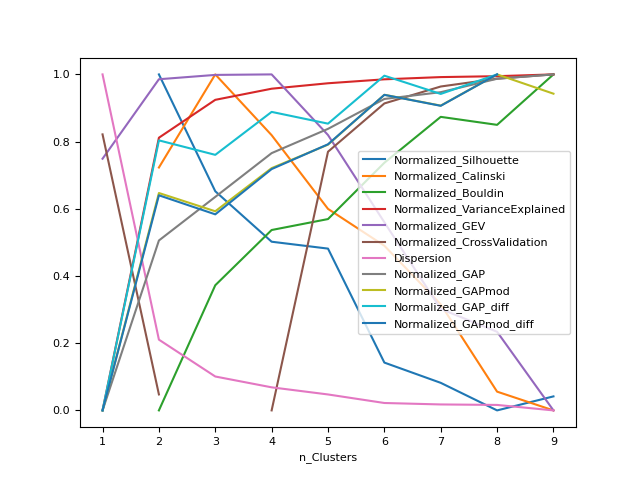 1.0
0.8
0.6
0.4
0.2
0.0
Normalized_Silhouette
Normalized_Calinski
Normalized_Bouldin
Normalized_VarianceExplained
Normalized_GEV
Normalized_CrossValidation
Dispersion
Normalized_GAP
Normalized_GAPmod
Normalized_GAP_diff
Normalized_GAPmod_diff
1 2 3 4 5 6 7 8 9
n_Clusters